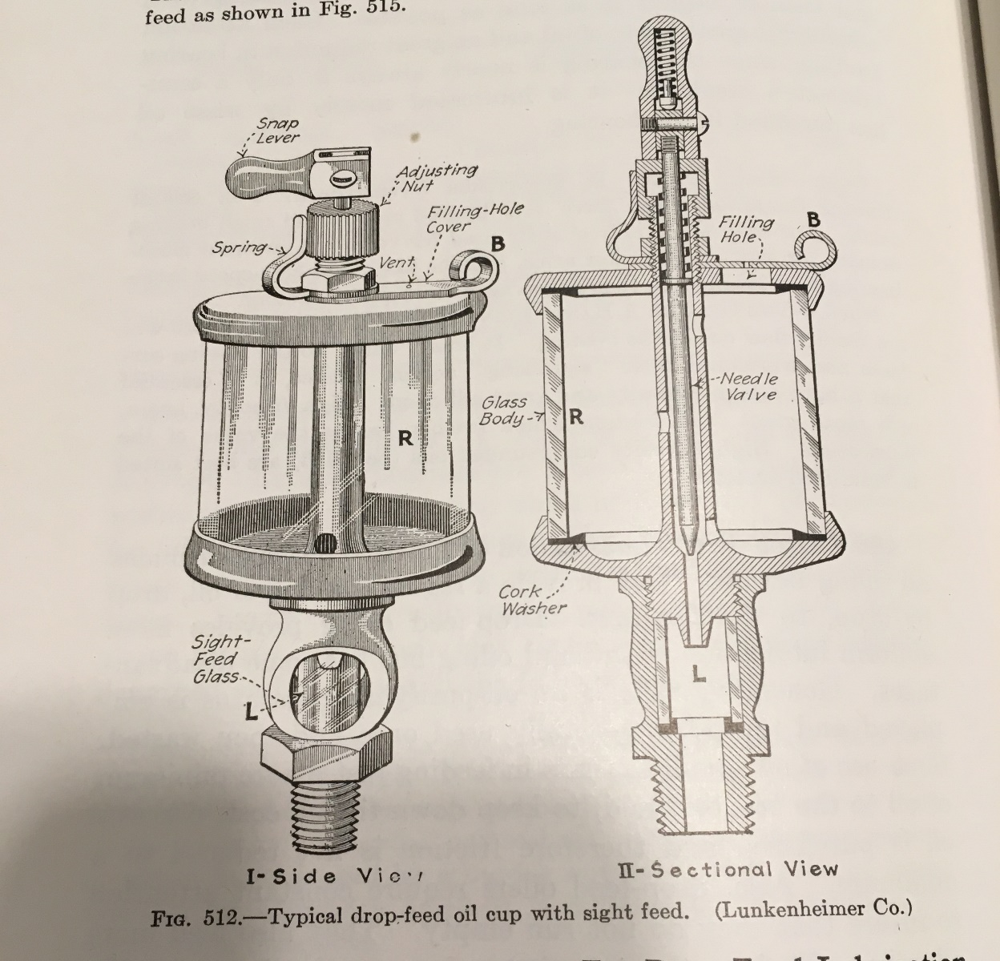 feed as shown in Fig. 515.
Snap
Lever
Adjusting
Nut
Filling-Hole
Cover
B
Spring
Vent
Filling
Hole
B
R
Glass
Body
R
Needle
Valve
Cork
Washer
Sight-
Feed
Glass
L
L
I-Side
II-Sectional View
FIG. 512.—Typical drop-feed oil cup with sight feed. (Lunkenheimer Co.)